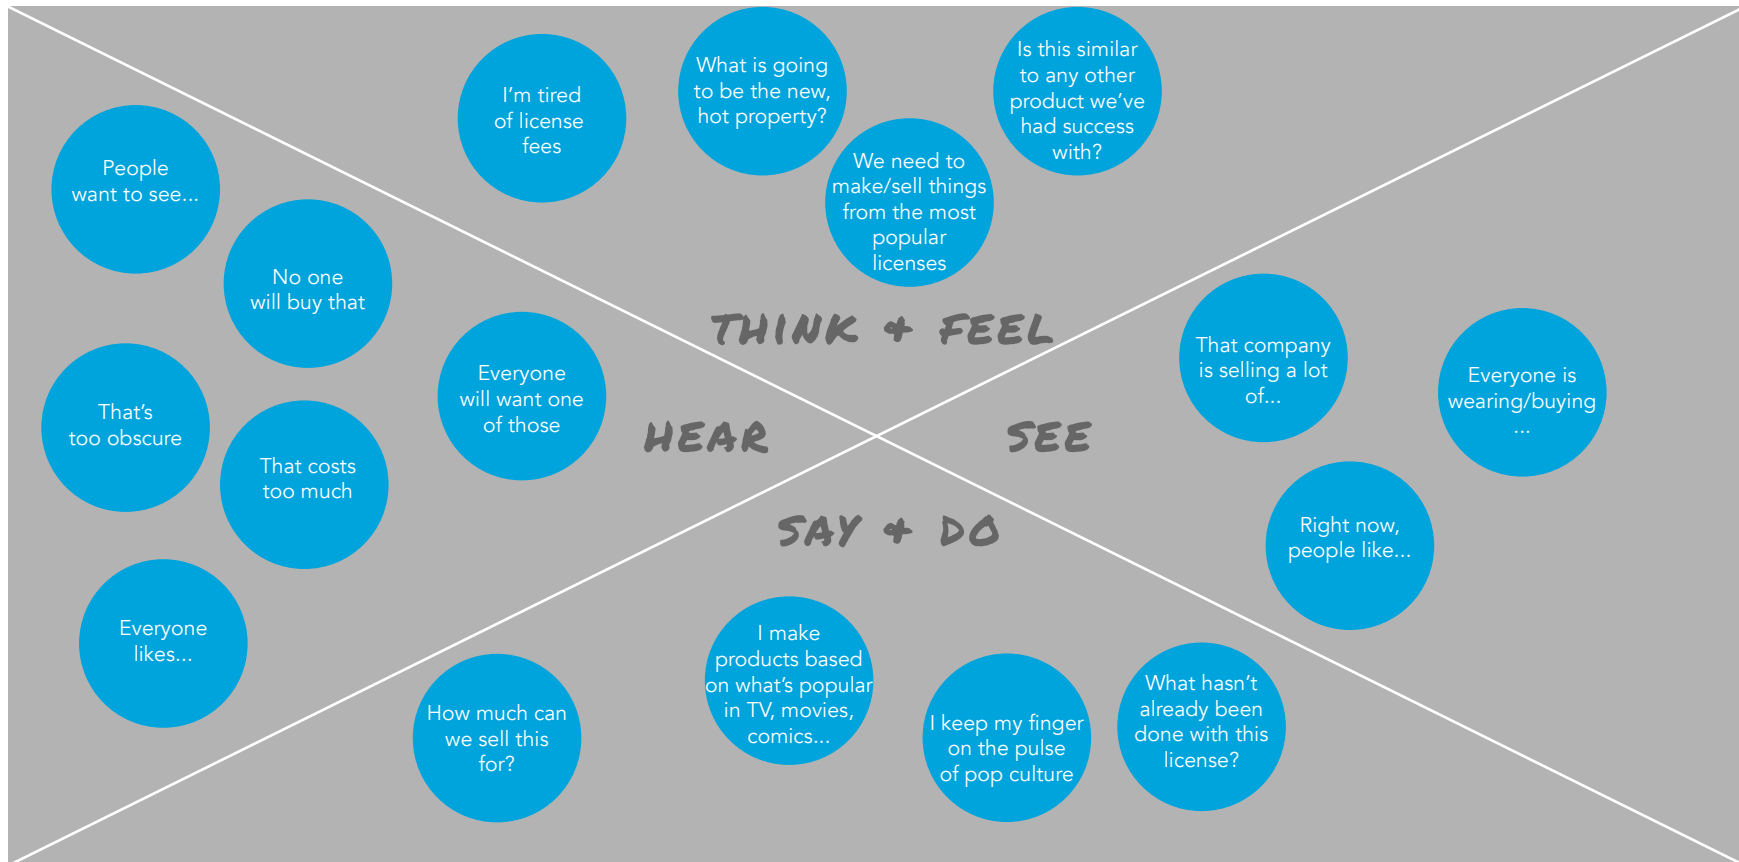 I'm tired
of license
fees
What is going
to be the new,
hot property?
We need to
make/sell things
from the most
popular
licenses
Is this similar
to any other
product we've
had success
with?
THINK & FEEL
People
want to see...
No one
will buy that
That's
too obscure
That costs
too much
Everyone
will want one
of those
Everyone
likes...
HEAR
SEE
That company
is selling a lot
of...
Everyone is
wearing/buying
...
Right now,
people like...
SAY & DO
How much can
we sell this
for?
I make
products based
on what's popular
in TV, movies,
comics...
I keep my finger
on the pulse
of pop culture
What hasn't
already been
done with this
license?